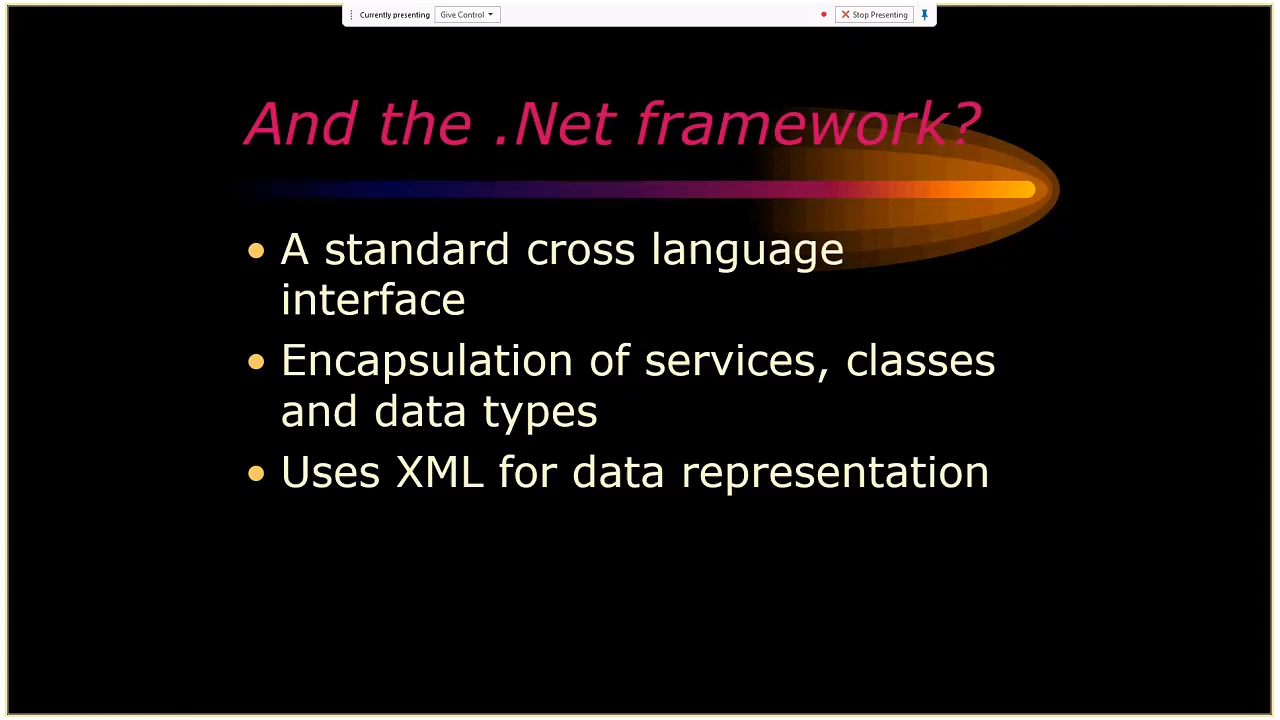 Currently presenting Give Control Stop Presenting
And the .Net framework?
• A standard cross language
interface
• Encapsulation of services, classes
and data types
• Uses XML for data representation